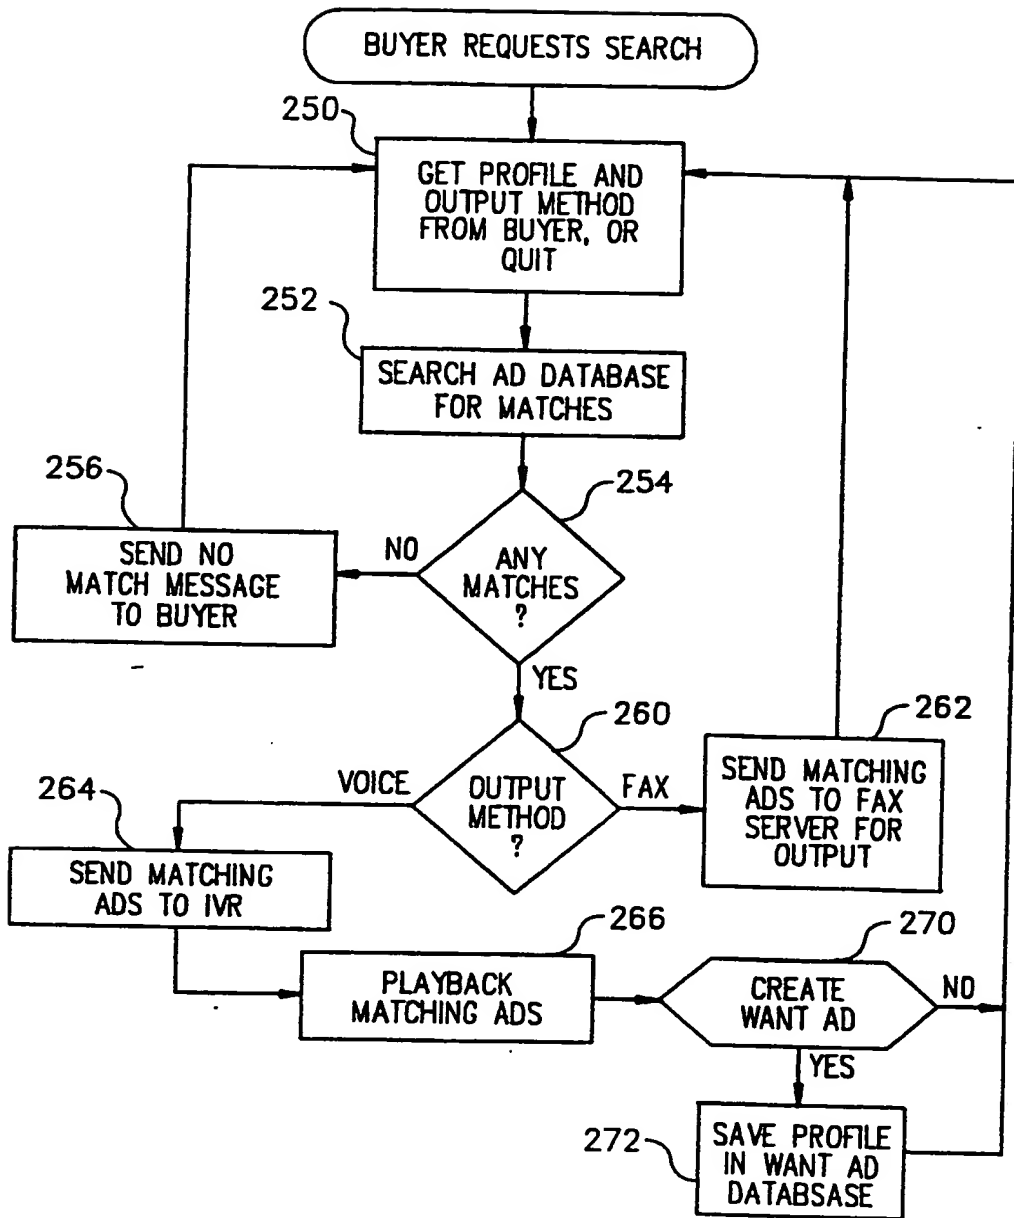 BUYER REQUESTS SEARCH
250
GET PROFILE AND
OUTPUT METHOD
FROM BUYER, OR
QUIT
252
SEARCH AD DATABASE
FOR MATCHES
256
254
SEND NO
MATCH MESSAGE
TO BUYER
NO
ANY
MATCHES
?
YES
260
262
VOICE
OUTPUT
METHOD
?
FAX
SEND MATCHING
ADS TO FAX
SERVER FOR
OUTPUT
264
SEND MATCHING
ADS TO IVR
266
PLAYBACK
MATCHING ADS
270
CREATE
WANT AD
NO
YES
272
SAVE PROFILE
IN WANT AD
DATABSASE